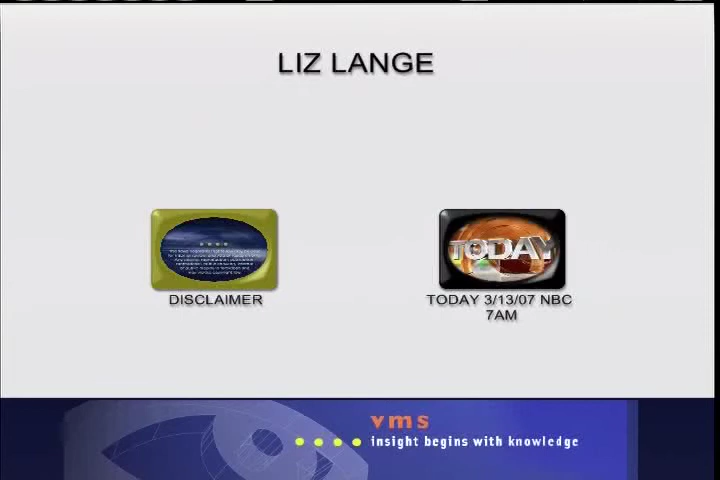 LIZ LANGE
TODAY
DISCLAIMER
TODAY 3/13/07 NBC
7AM
vms
insight begins with knowledge